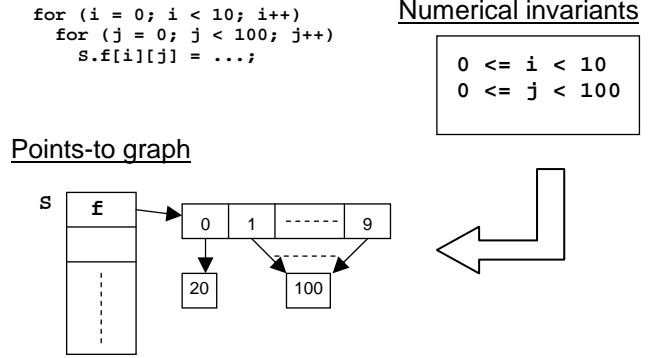 for (i = 0; i < 10; i++)
for (j = 0; j < 100; j++)
S.f[i][j] = ...;
Numerical invariants
0 <= i < 10
0 <= j < 100
Points-to graph
S
f
0 1 9
20 100